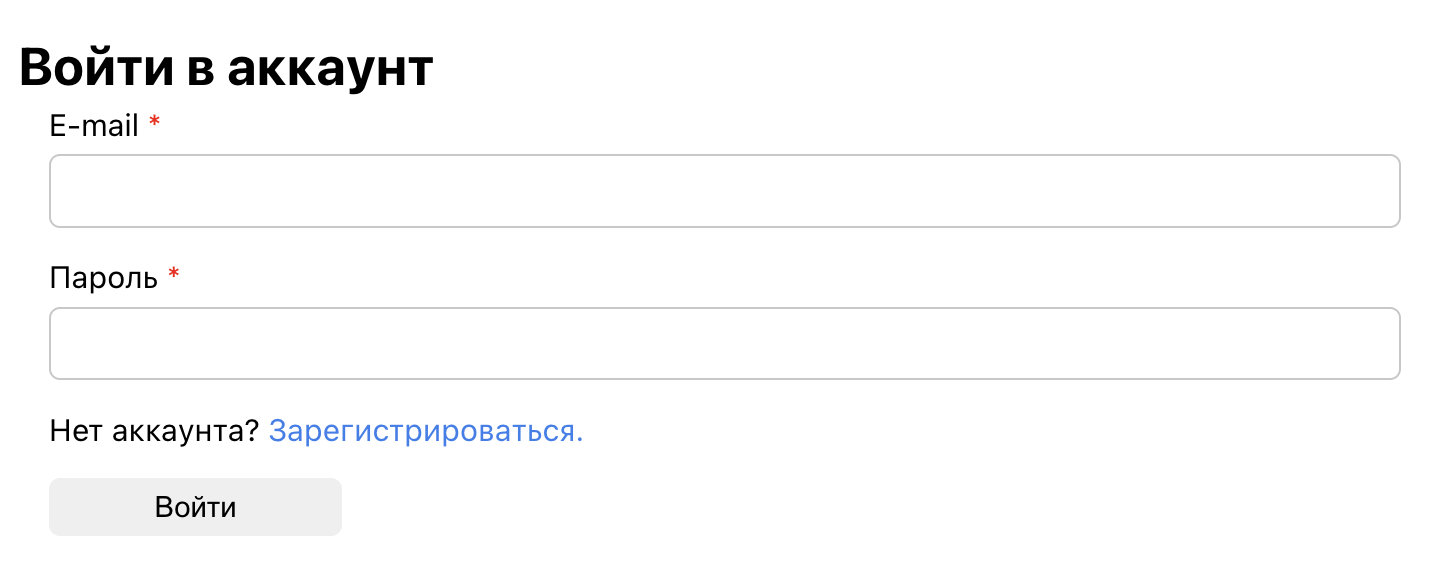 Войти в аккаунт
E-mail *
Пароль *
Нет аккаунта? Зарегистрироваться.
Войти